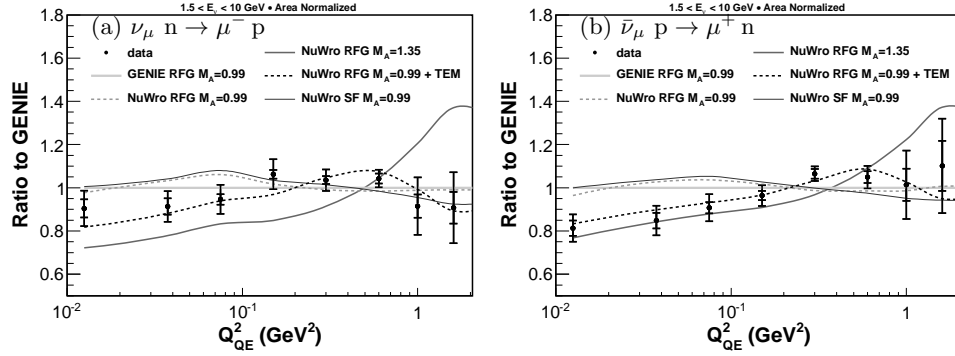 1.5 < Eᵥ < 10 GeV • Area Normalized
(a) νμ n → μ⁻ p
data
GENIE RFG M_A=0.99
NuWro RFG M_A=0.99
NuWro RFG M_A=1.35
NuWro RFG M_A=0.99 + TEM
NuWro SF M_A=0.99
Ratio to GENIE
1.8
1.6
1.4
1.2
1
0.8
0.6
10⁻²
10⁻¹
1
Q²_QE (GeV²)
1.5 < Eᵥ < 10 GeV • Area Normalized
(b) ν̄μ p → μ⁺ n
data
GENIE RFG M_A=0.99
NuWro RFG M_A=0.99
NuWro RFG M_A=1.35
NuWro RFG M_A=0.99 + TEM
NuWro SF M_A=0.99
Ratio to GENIE
1.8
1.6
1.4
1.2
1
0.8
0.6
10⁻²
10⁻¹
1
Q²_QE (GeV²)